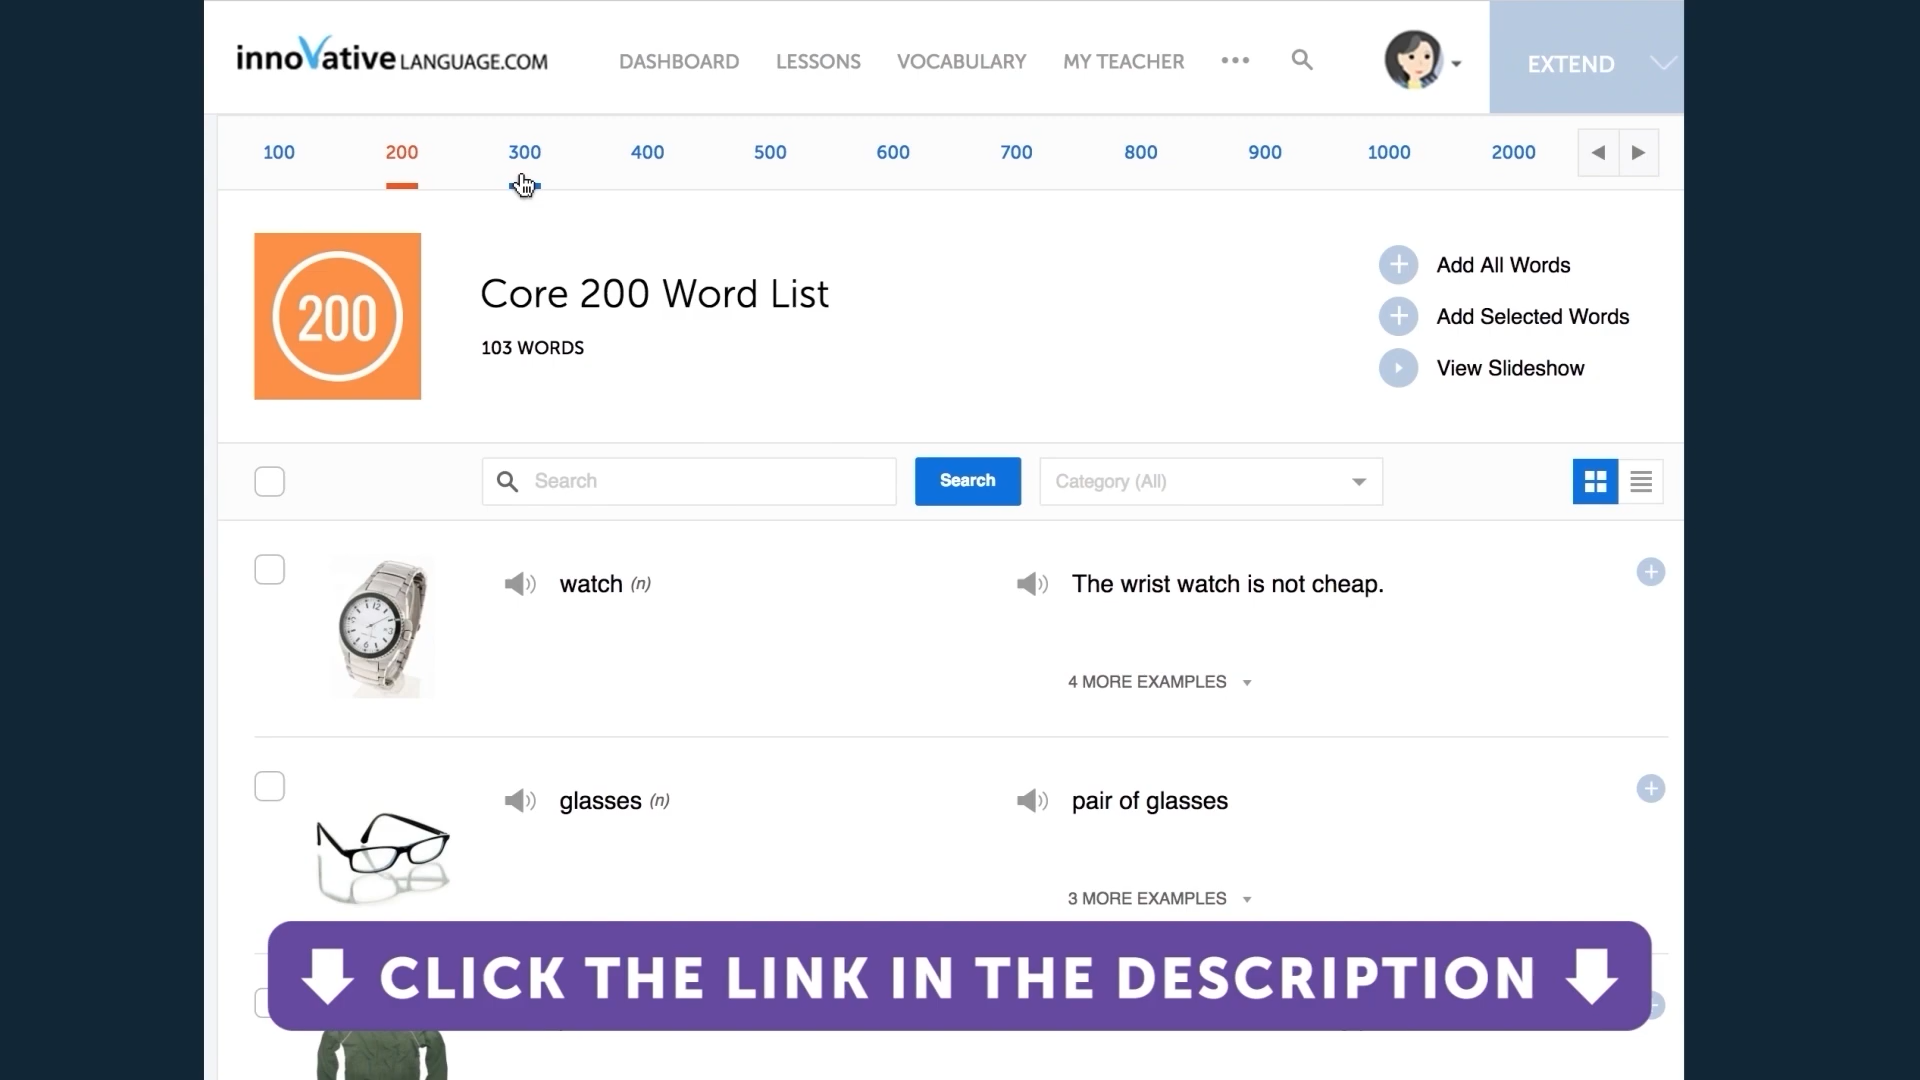 innoVative LANGUAGE.COM
DASHBOARD LESSONS VOCABULARY MY TEACHER ••• EXTEND
100 200 300 400 500 600 700 800 900 1000 2000
200
Core 200 Word List
103 WORDS
Add All Words
Add Selected Words
View Slideshow
Search Search Category (All)
watch (n) The wrist watch is not cheap.
4 MORE EXAMPLES
glasses (n) pair of glasses
3 MORE EXAMPLES
CLICK THE LINK IN THE DESCRIPTION